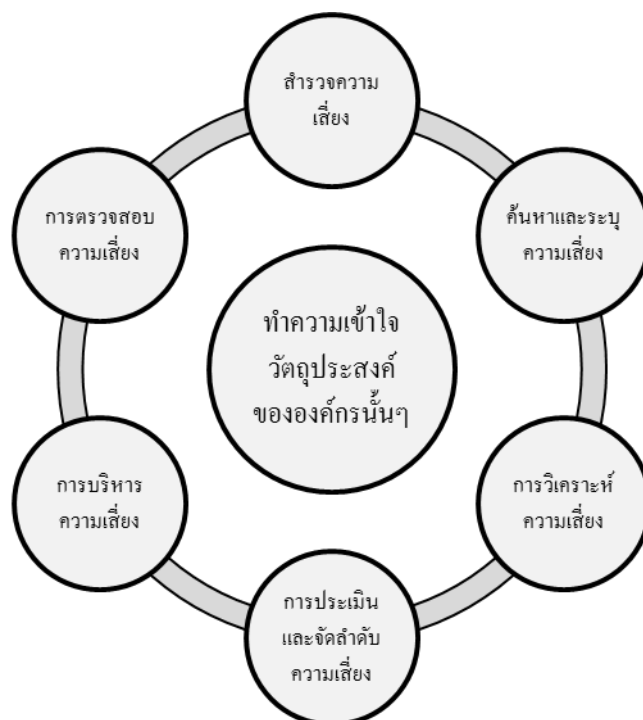 สำรวจความ
เสี่ยง
ค้นหาและระบุ
ความเสี่ยง
การวิเคราะห์
ความเสี่ยง
การประเมิน
และจัดลำดับ
ความเสี่ยง
การบริหาร
ความเสี่ยง
การตรวจสอบ
ความเสี่ยง
ทำความเข้าใจ
วัตถุประสงค์
ขององค์กรนั้นๆ